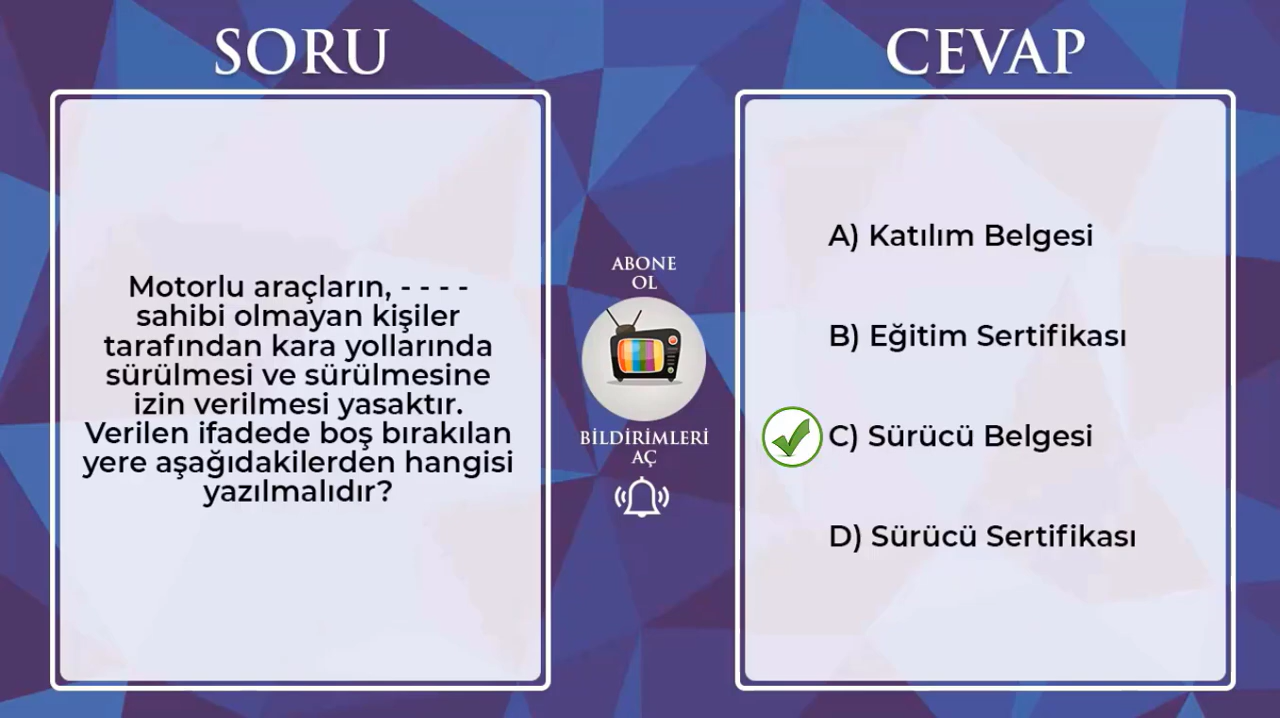 SORU
Motorlu araçların, - - - -
sahibi olmayan kişiler
tarafından kara yollarında
sürülmesi ve sürülmesine
izin verilmesi yasaktır.
Verilen ifadede boş bırakılan
yere aşağıdakilerden hangisi
yazılmalıdır?
ABONE
OL
BİLDİRİMLERİ
AÇ
CEVAP
A) Katılım Belgesi
B) Eğitim Sertifikası
C) Sürücü Belgesi
D) Sürücü Sertifikası